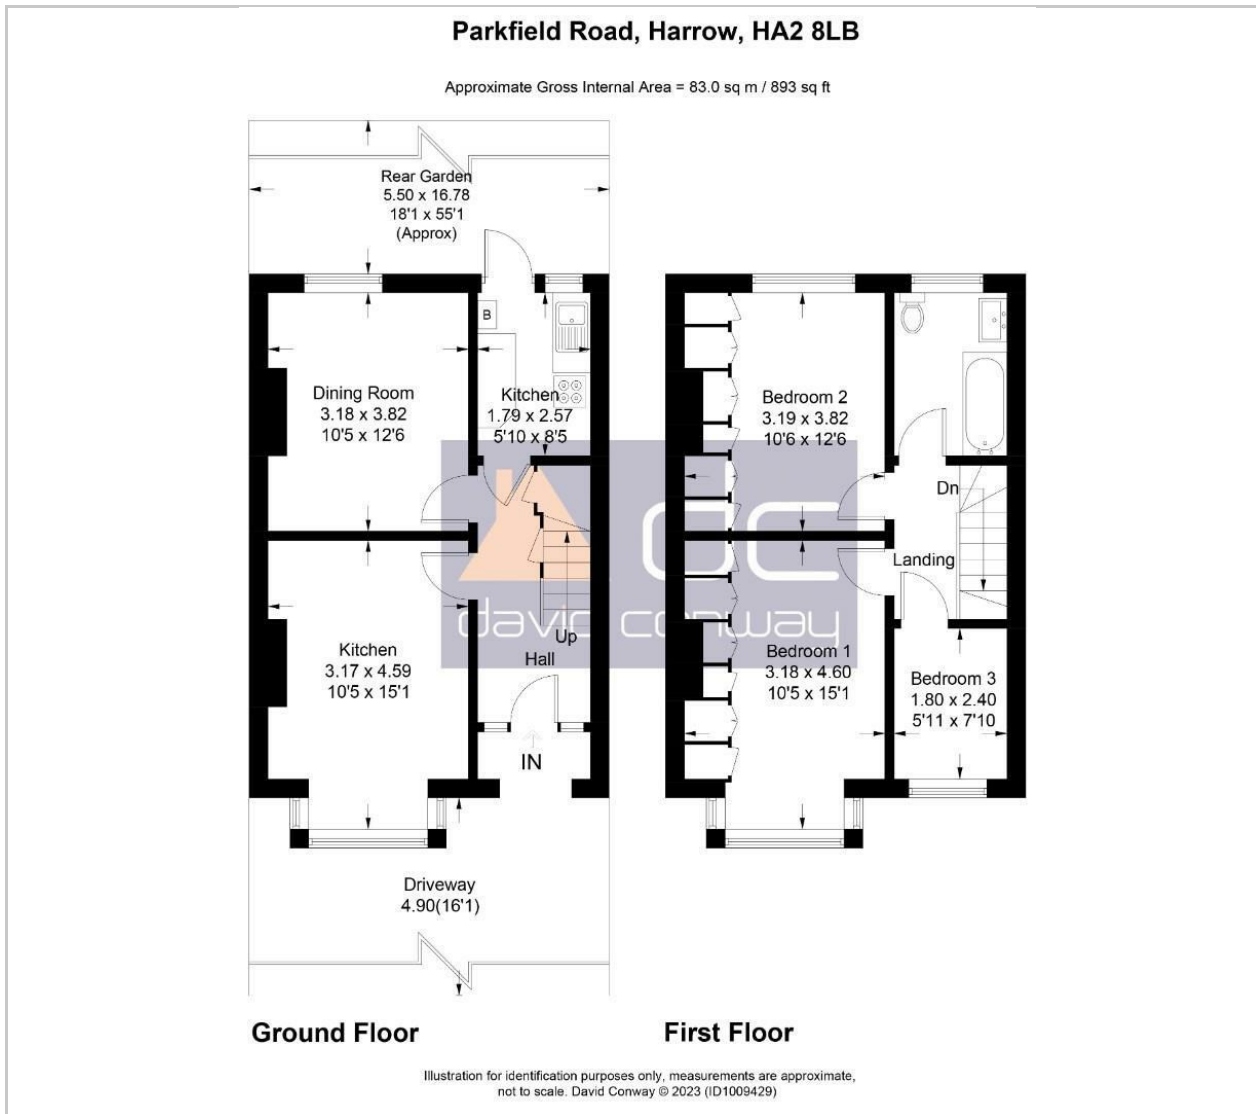 Parkfield Road, Harrow, HA2 8LB
Approximate Gross Internal Area = 83.0 sq m / 893 sq ft
Rear Garden
5.50 x 16.78
18'1 x 55'1
(Approx)
B
Dining Room
3.18 x 3.82
10'5 x 12'6
Kitchen
1.79 x 2.57
5'10 x 8'5
Kitchen
3.17 x 4.59
10'5 x 15'1
Up
Hall
IN
Driveway
4.90(16'1)
Ground Floor
Bedroom 2
3.19 x 3.82
10'6 x 12'6
Dn
Landing
Bedroom 1
3.18 x 4.60
10'5 x 15'1
Bedroom 3
1.80 x 2.40
5'11 x 7'10
First Floor
dc
david conway
Illustration for identification purposes only, measurements are approximate,
not to scale. David Conway © 2023 (ID1009429)